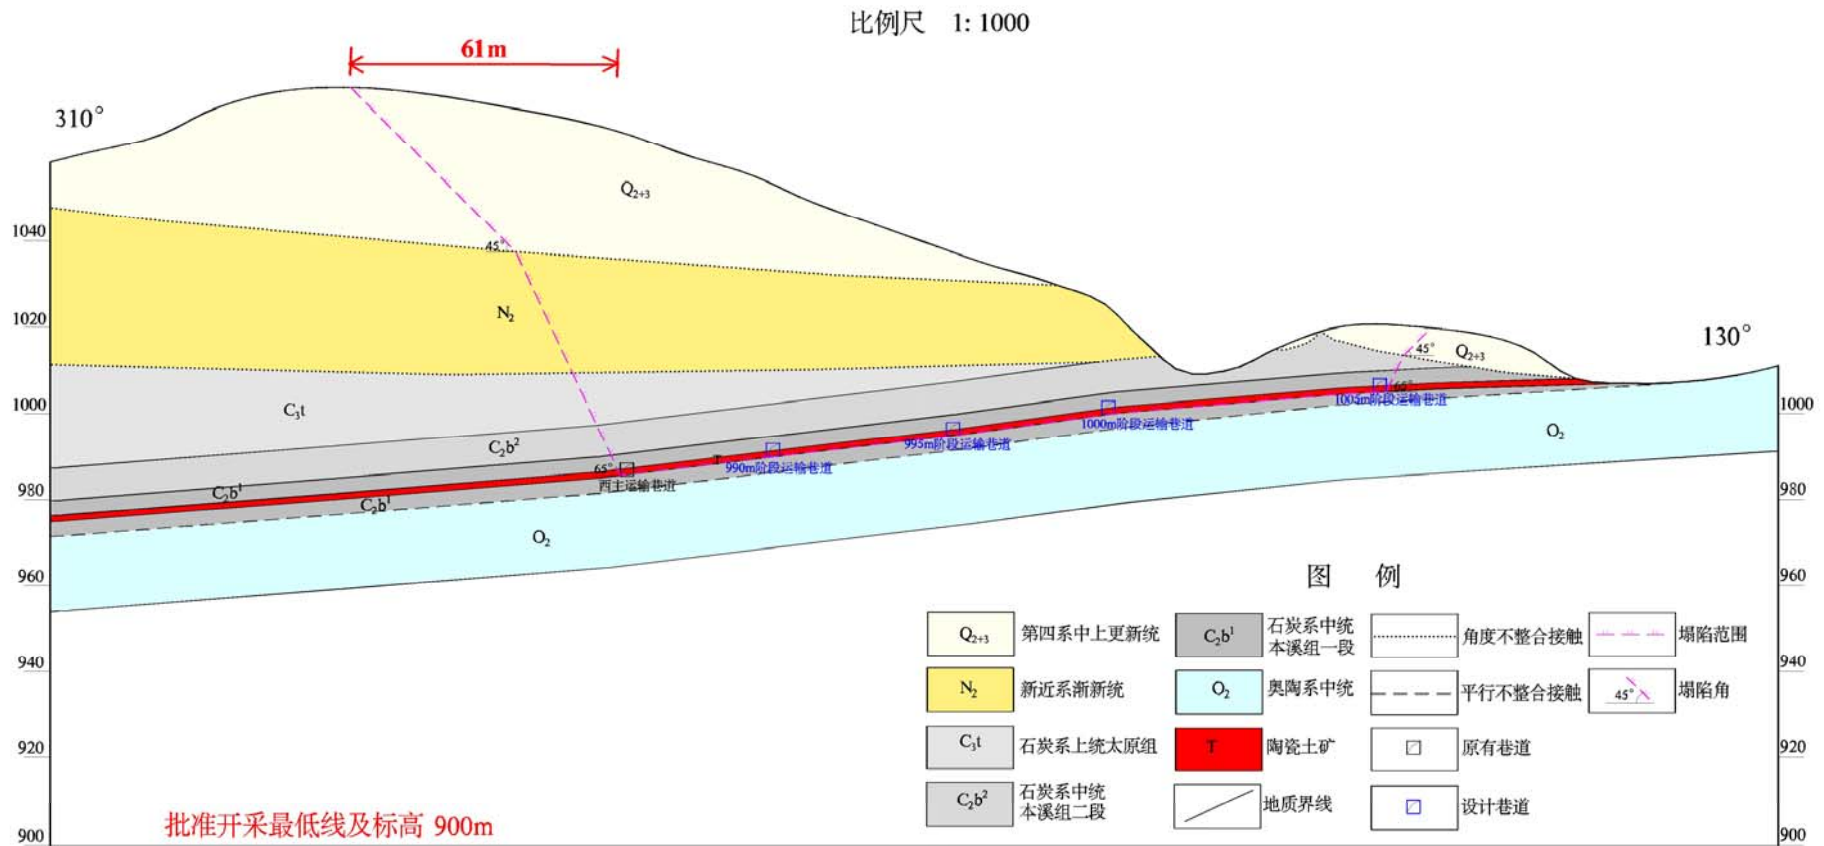 比例尺 1: 1000
61m
310°
130°
Q₂₊₃
45°
N₂
C₃t
C₂b²
C₂b¹
C₂b¹
O₂
65°
西主运输巷道
T
990m阶段运输巷道
995m阶段运输巷道
1000m阶段运输巷道
1005m阶段运输巷道
65°
45°
Q₂₊₃
O₂
1040
1020
1000
980
960
940
920
900
1000
980
960
940
920
900
批准开采最低线及标高 900m
图 例
Q₂₊₃ 第四系中上更新统
N₂ 新近系渐新统
C₃t 石炭系上统太原组
C₂b² 石炭系中统
本溪组二段
C₂b¹ 石炭系中统
本溪组一段
O₂ 奥陶系中统
T 陶瓷土矿
地质界线
角度不整合接触
平行不整合接触
原有巷道
设计巷道
塌陷范围
45° 塌陷角